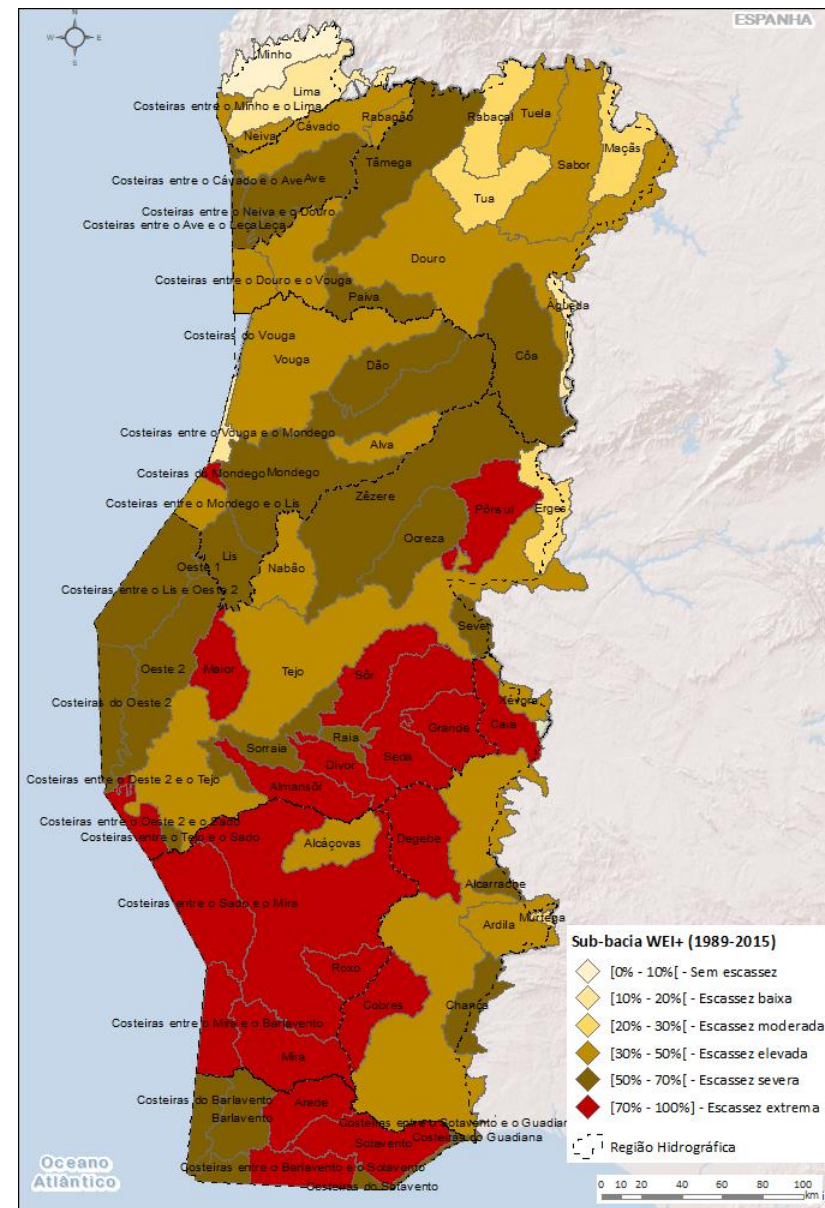 N
W
E
S
ESPANHA
Minho
Lima
Costeiras entre o Minho e o Lima
Neiva
Cávado
Rabagão
Rabaçal
Tuela
Maçãs
Sabor
Tâmega
Costeiras entre o Cávado e o Ave
Ave
Tua
Costeiras entre o Neiva e o Douro
Costeiras entre o Ave e o Leça
Leça
Douro
Costeiras entre o Douro e o Vouga
Paiva
Águeda
Costeiras do Vouga
Vouga
Dão
Côa
Costeiras entre o Vouga e o Mondego
Alva
Costeiras do Mondego
Mondego
Zêzere
Costeiras entre o Mondego e o Lis
Pônsul
Erges
Ocreza
Lis
Oeste 1
Nabão
Costeiras entre o Lis e o Oeste 2
Sever
Oeste 2
Maior
Tejo
Sôr
Costeiras do Oeste 2
Xévora
Grande
Caia
Raia
Sorraia
Seda
Divor
Costeiras entre o Oeste 2 e o Tejo
Almansôr
Costeiras entre o Oeste 2 e o Sado
Costeiras entre o Tejo e o Sado
Alcáçovas
Degebe
Alcarrache
Costeiras entre o Sado e o Mira
Ardila
Múrtega
Roxo
Cobres
Chança
Costeiras entre o Mira e o Barlavento
Mira
Costeiras do Barlavento
Arade
Barlavento
Costeiras entre o Sotavento e o Guadian
Costeiras do Guadiana
Sotavento
Costeiras entre o Barlavento e o Sotavento
Costeiras do Sotavento
Oceano
Atlântico
Sub-bacia WEI+ (1989-2015)
[0% - 10%[ - Sem escassez
[10% - 20%[ - Escassez baixa
[20% - 30%[ - Escassez moderada
[30% - 50%[ - Escassez elevada
[50% - 70%[ - Escassez severa
[70% - 100%] - Escassez extrema
Região Hidrográfica
0 10 20 40 60 80 100
km